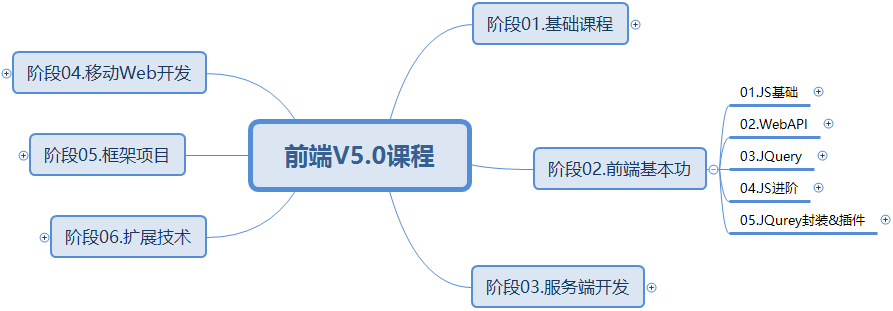 前端V5.0课程
阶段01.基础课程
阶段02.前端基本功
01.JS基础
02.WebAPI
03.JQuery
04.JS进阶
05.JQurey封装&插件
阶段03.服务端开发
阶段04.移动Web开发
阶段05.框架项目
阶段06.扩展技术